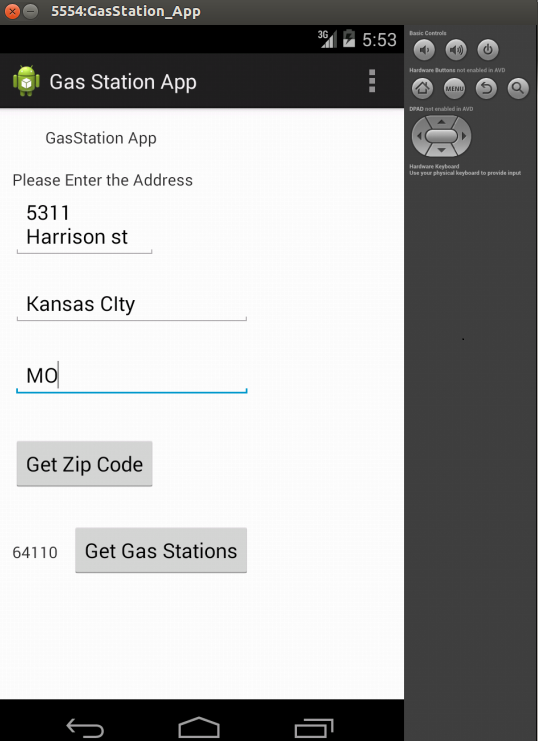 5554:GasStation_App
3G 5:53
Gas Station App
GasStation App
Please Enter the Address
5311
Harrison st
Kansas CIty
MO
Get Zip Code
64110 Get Gas Stations
Basic Controls
Hardware Buttons not enabled in AVD
MENU
DPAD not enabled in AVD
Hardware Keyboard
Use your physical keyboard to provide input